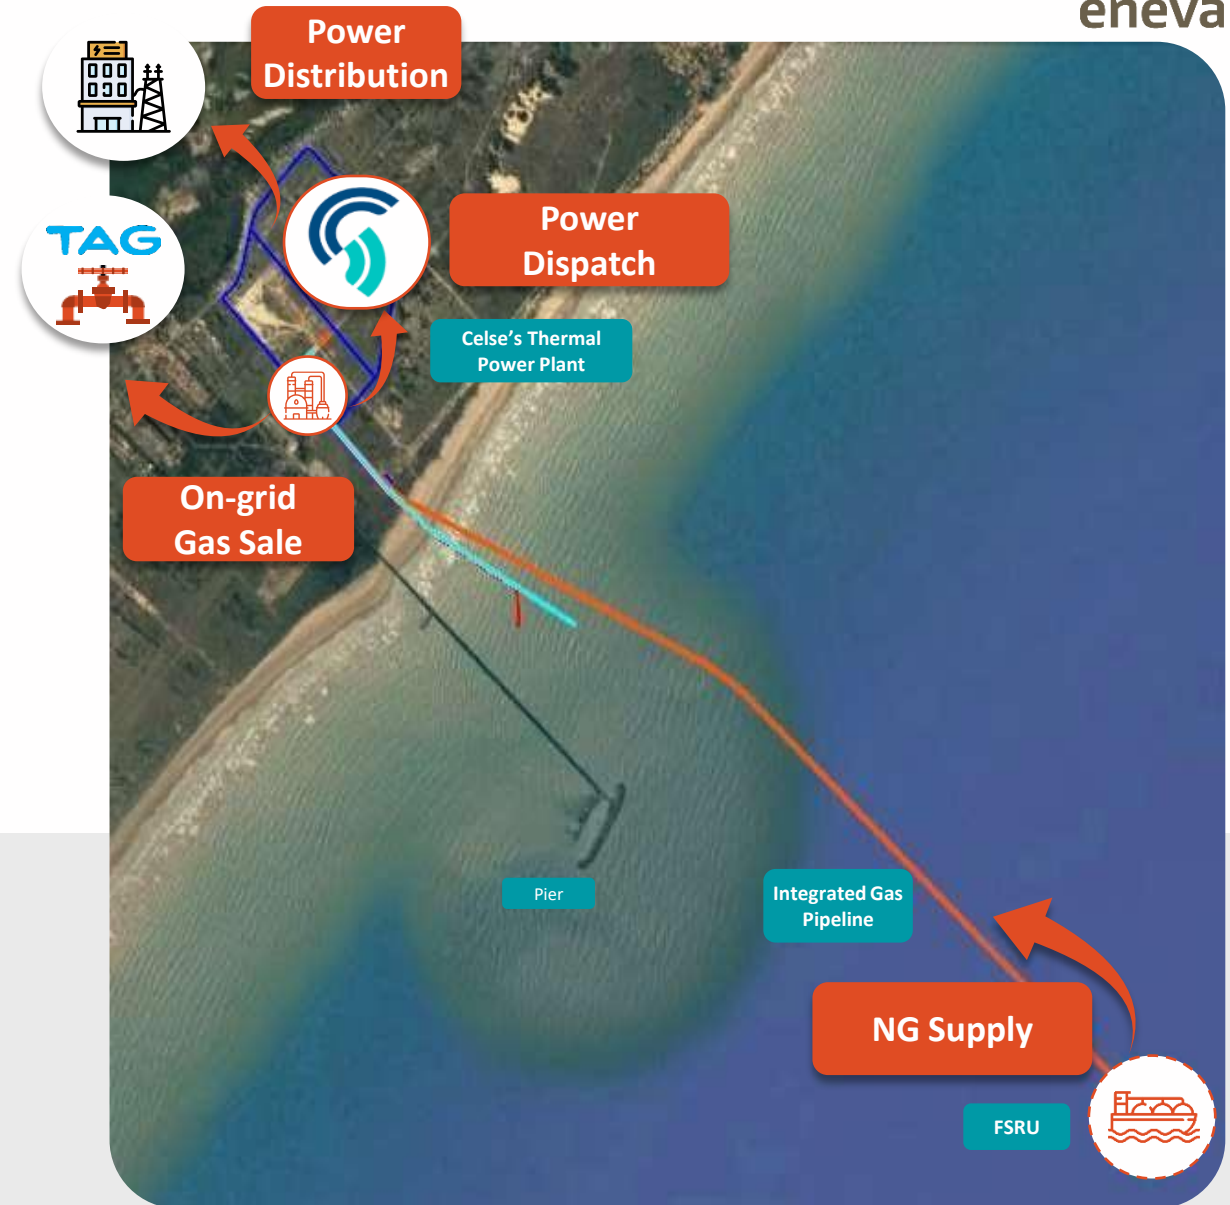 eneva
Power
Distribution
TAG
Power
Dispatch
Celse's Thermal
Power Plant
On-grid
Gas Sale
Pier
Integrated Gas
Pipeline
NG Supply
FSRU